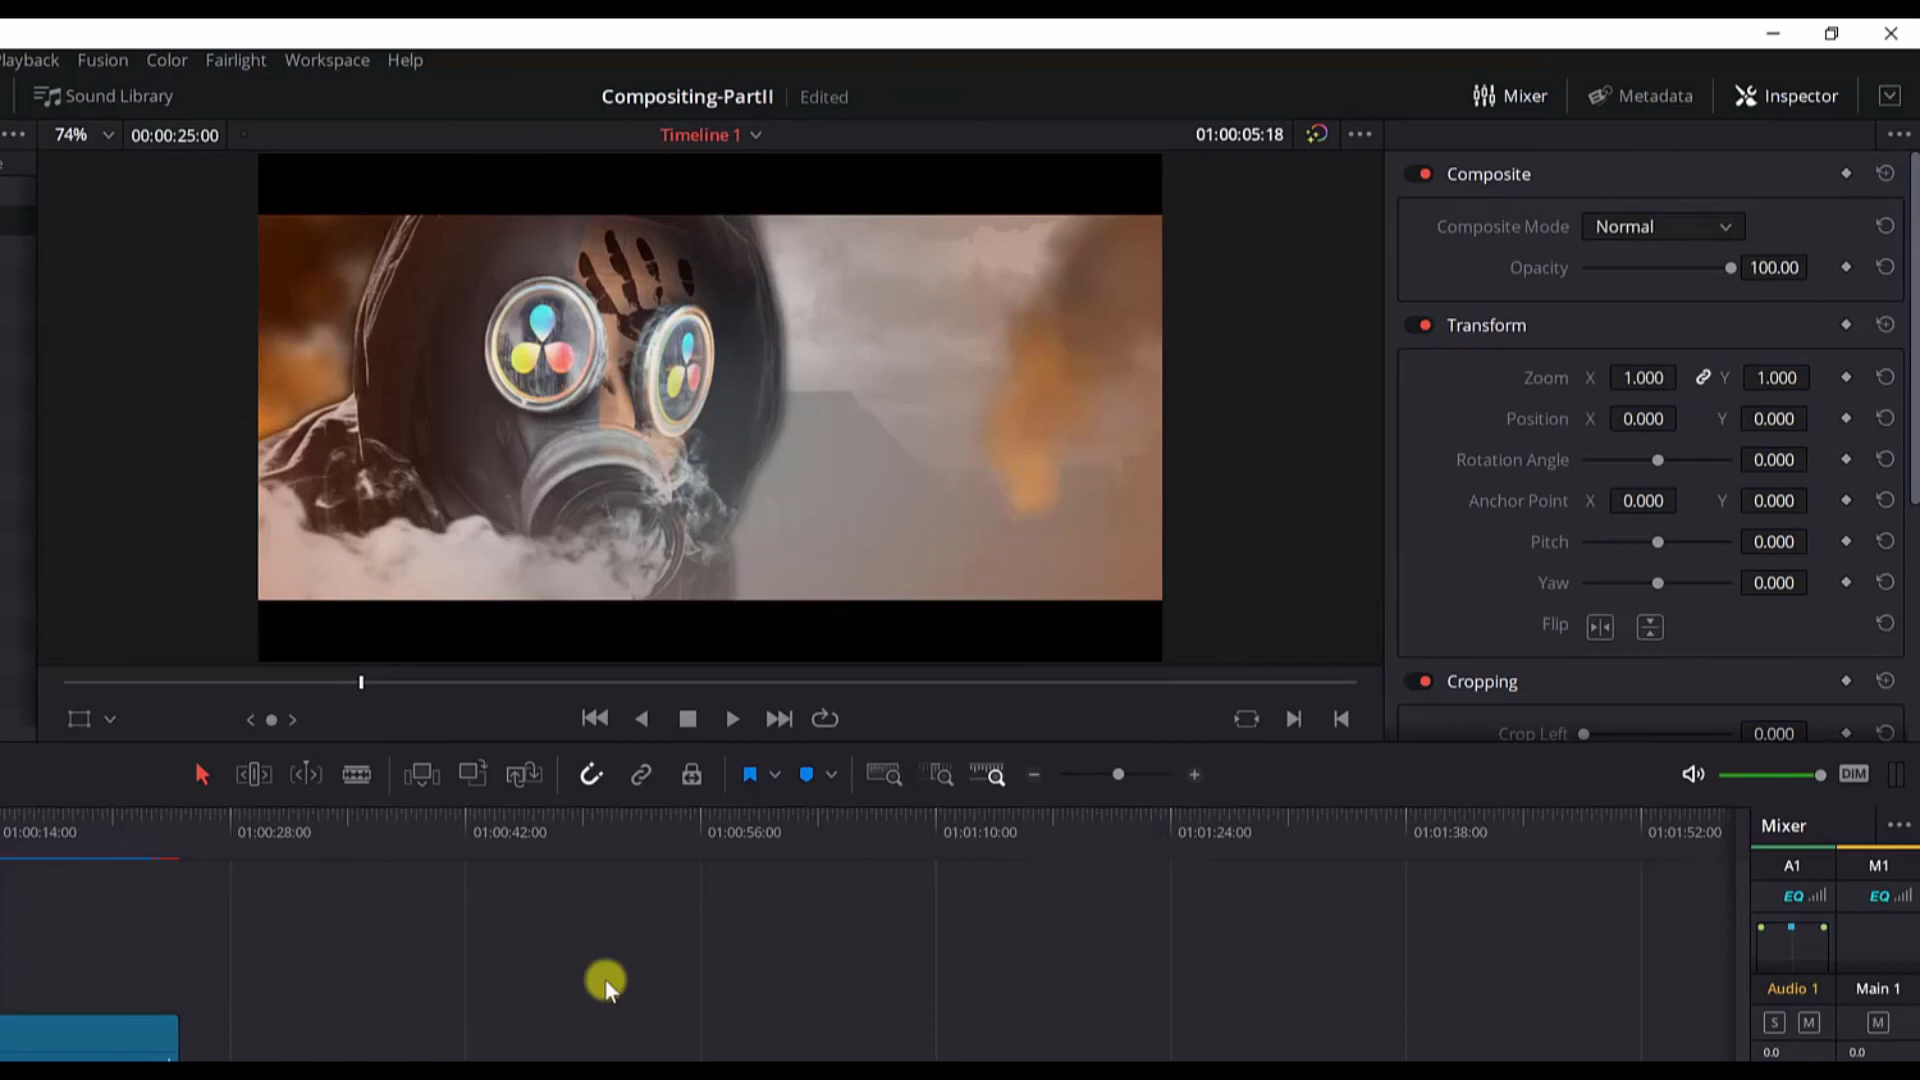 Playback Fusion Color Fairlight Workspace Help
Sound Library
Compositing-PartII Edited
Mixer Metadata Inspector
74% 00:00:25:00 Timeline 1 01:00:05:18
Composite
Composite Mode Normal
Opacity 100.00
Transform
Zoom X 1.000 Y 1.000
Position X 0.000 Y 0.000
Rotation Angle 0.000
Anchor Point X 0.000 Y 0.000
Pitch 0.000
Yaw 0.000
Flip
Cropping
Crop Left 0.000
DIM
01:00:14:00 01:00:28:00 01:00:42:00 01:00:56:00 01:01:10:00 01:01:24:00 01:01:38:00 01:01:52:00
Mixer
A1 M1
EQ EQ
Audio 1 Main 1
S M M
0.0 0.0